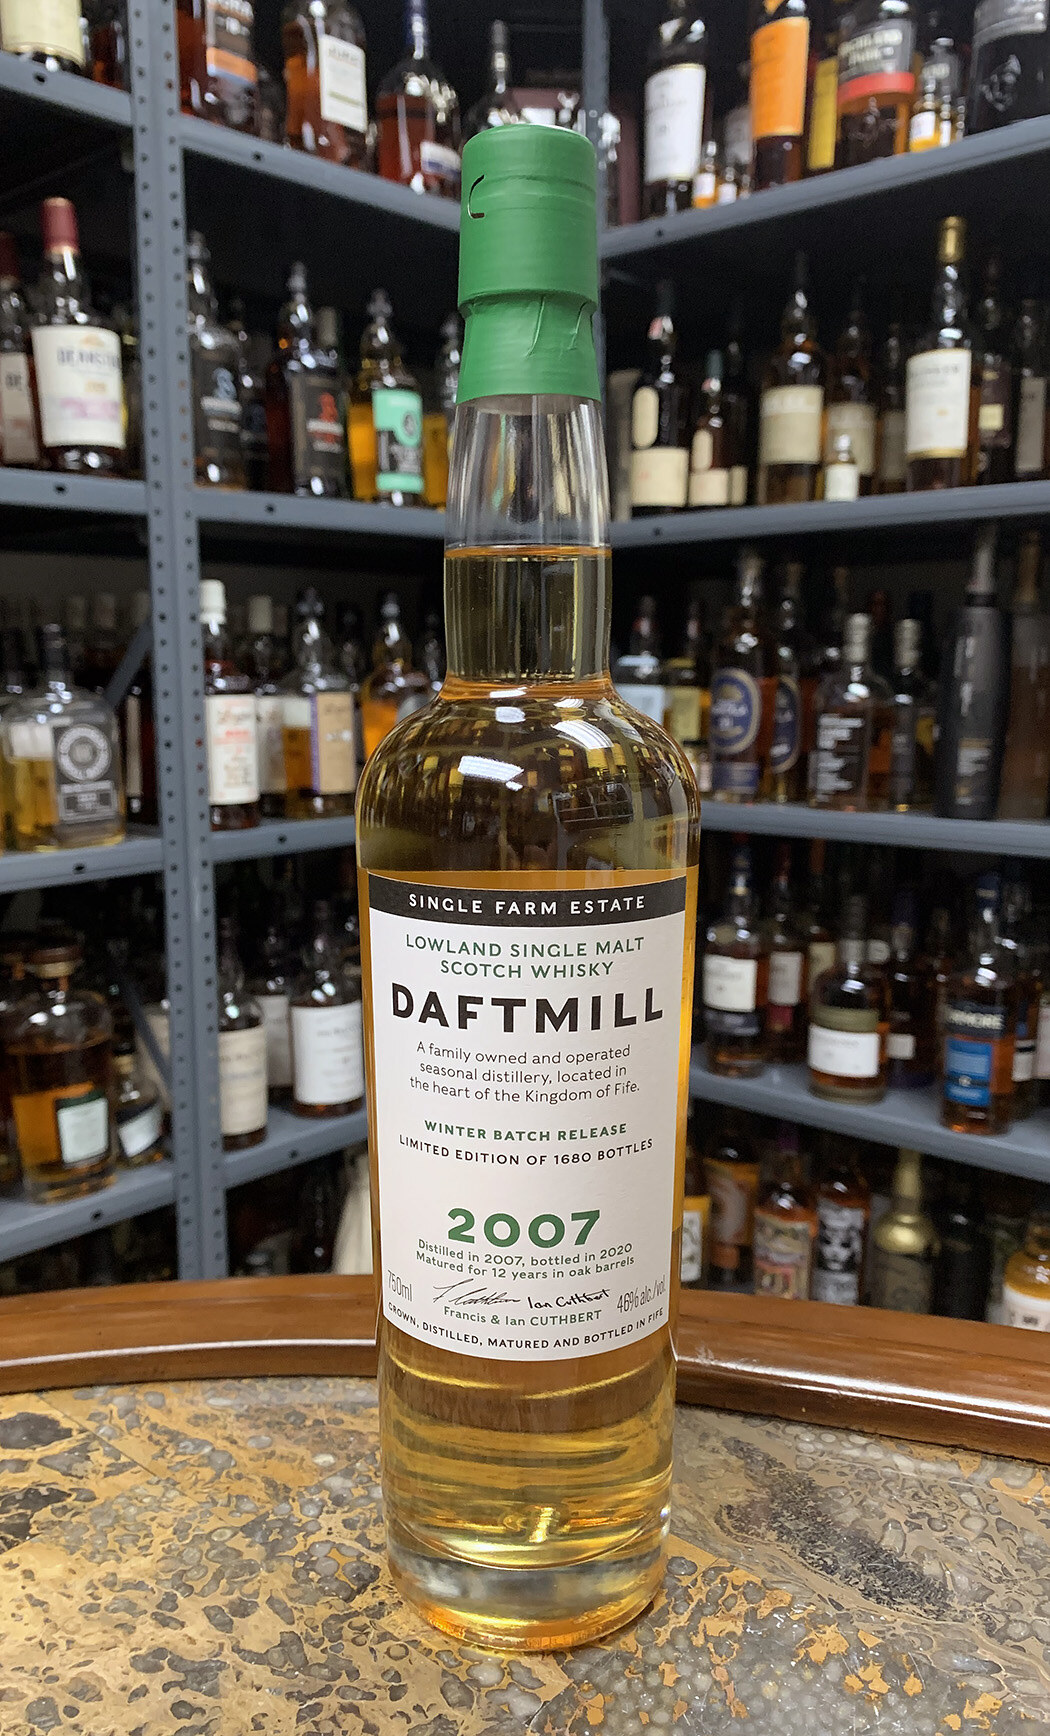 SINGLE FARM ESTATE
LOWLAND SINGLE MALT
SCOTCH WHISKY
DAFTMILL
A family owned and operated
seasonal distillery, located in
the heart of the Kingdom of Fife.
WINTER BATCH RELEASE
LIMITED EDITION OF 1680 BOTTLES
2007
Distilled in 2007, bottled in 2020
Matured for 12 years in oak barrels
750ml
Ian Cuthbert
46% alc./vol.
Francis & Ian CUTHBERT
GROWN, DISTILLED, MATURED AND BOTTLED IN FIFE